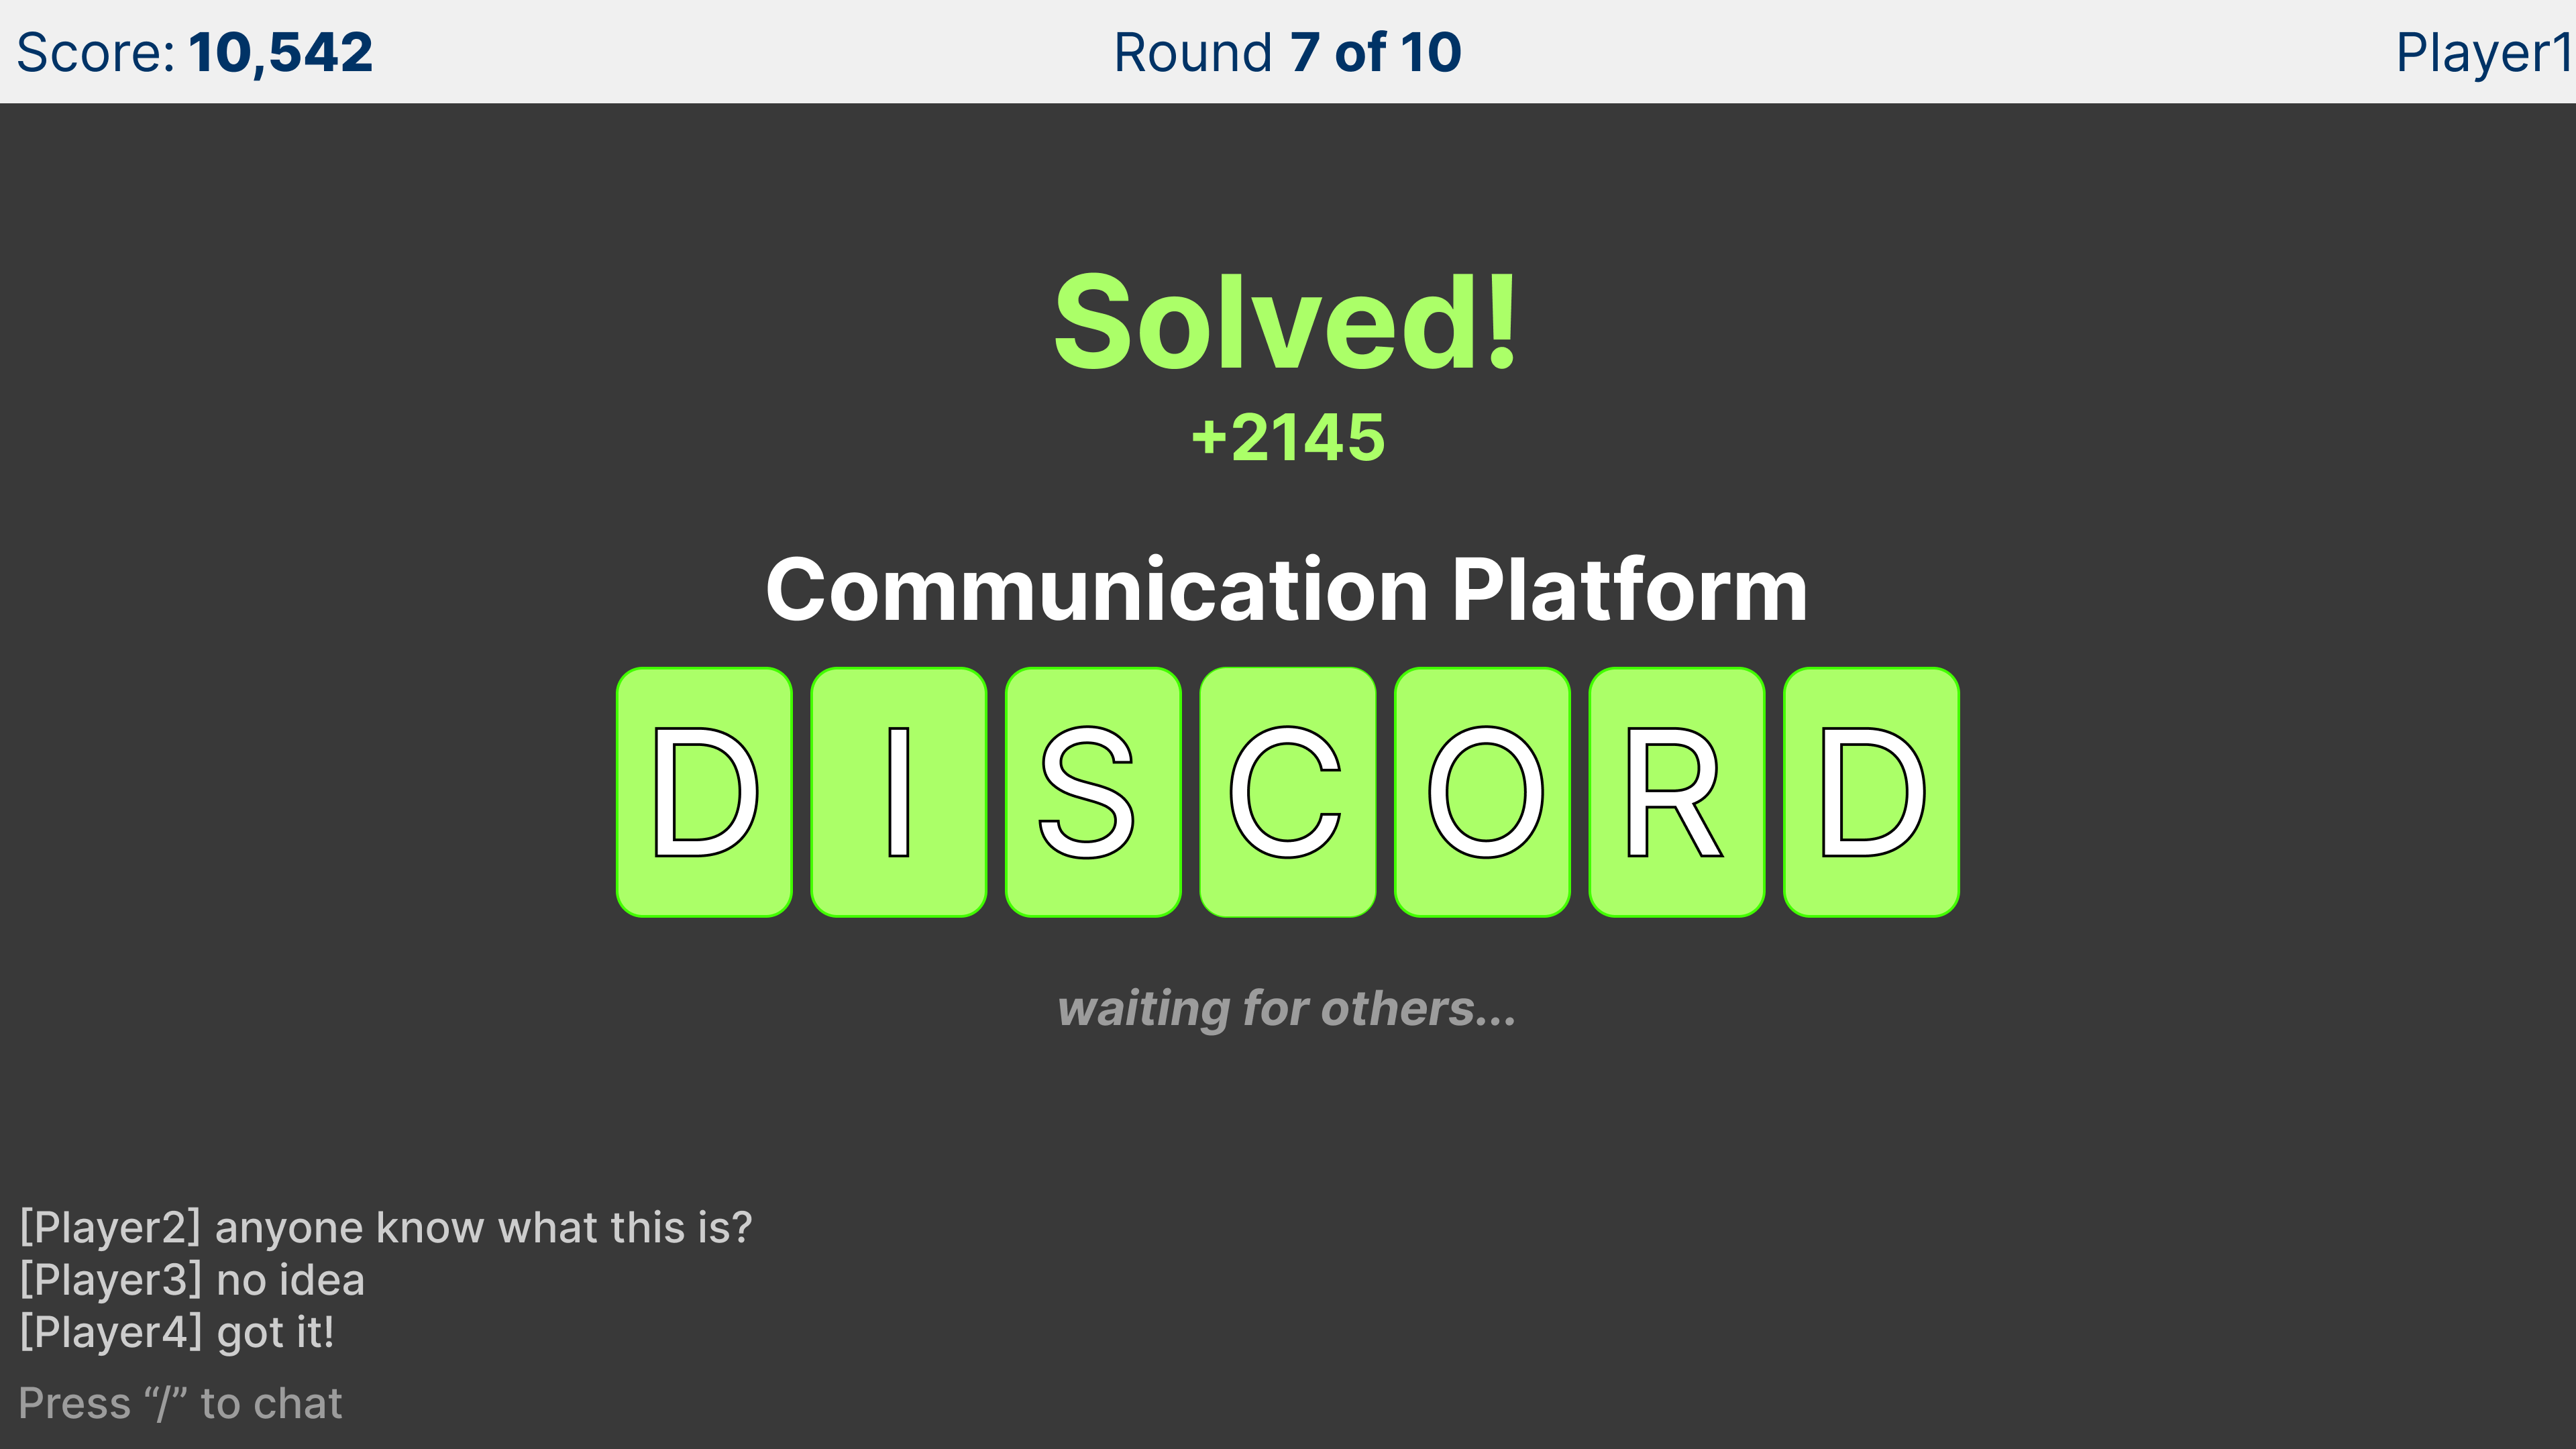 Score: 10,542
Round 7 of 10
Player1
Solved!
+2145
Communication Platform
DISCORD
waiting for others...
[Player2] anyone know what this is?
[Player3] no idea
[Player4] got it!
Press “/” to chat